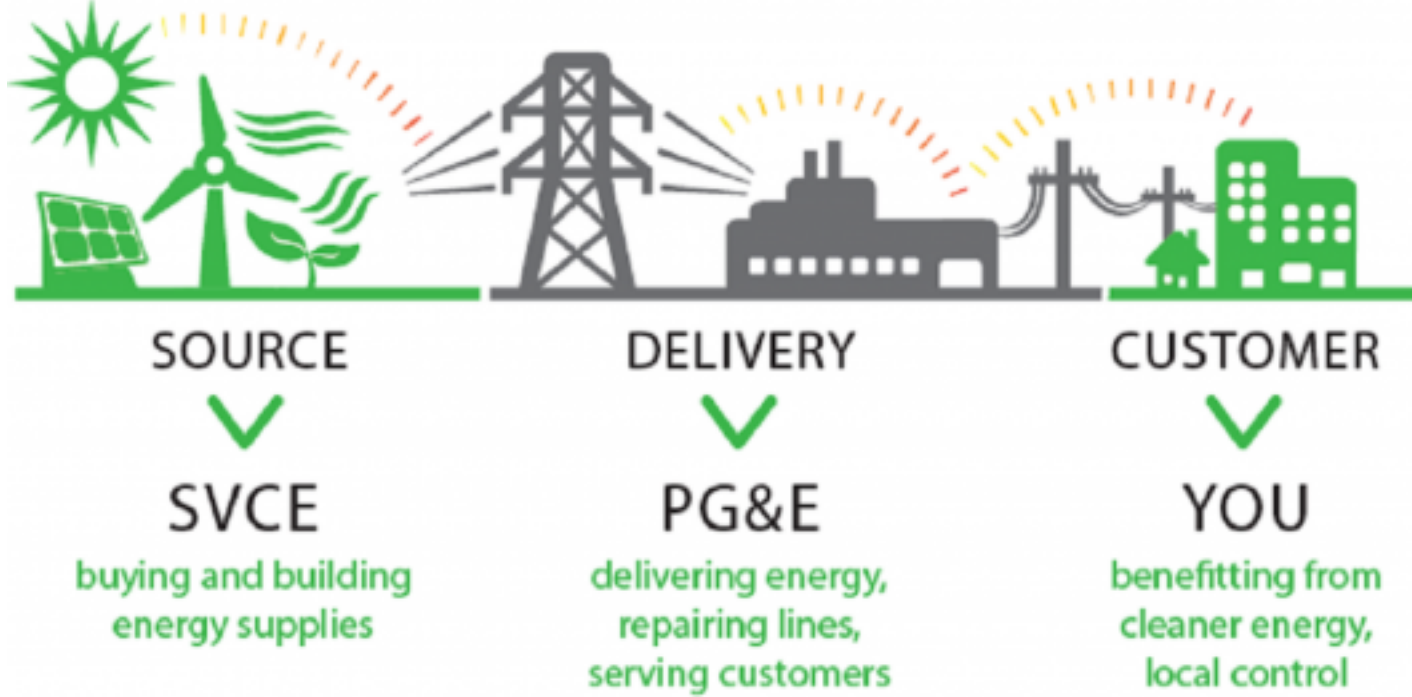 SOURCE
DELIVERY
CUSTOMER
SVCE
PG&E
YOU
buying and building
energy supplies
delivering energy,
repairing lines,
serving customers
benefitting from
cleaner energy,
local control